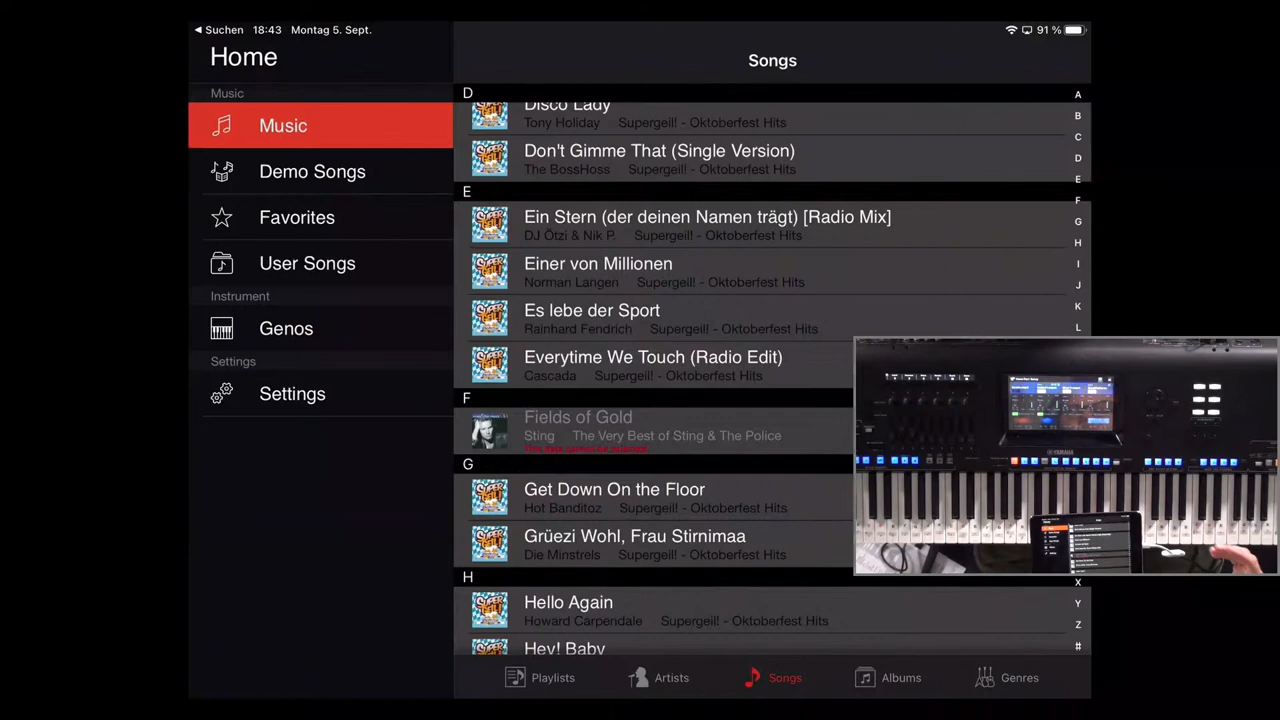 Suchen 18:43 Montag 5. Sept. 91 %
Home
Music
Music
Demo Songs
Favorites
User Songs
Instrument
Genos
Settings
Settings
Songs
D
Disco Lady
Tony Holiday Supergeil! - Oktoberfest Hits
Don't Gimme That (Single Version)
The BossHoss Supergeil! - Oktoberfest Hits
E
Ein Stern (der deinen Namen trägt) [Radio Mix]
DJ Ötzi & Nik P. Supergeil! - Oktoberfest Hits
Einer von Millionen
Norman Langen Supergeil! - Oktoberfest Hits
Es lebe der Sport
Rainhard Fendrich Supergeil! - Oktoberfest Hits
Everytime We Touch (Radio Edit)
Cascada Supergeil! - Oktoberfest Hits
F
Fields of Gold
Sting The Very Best of Sting & The Police
G
Get Down On the Floor
Hot Banditoz Supergeil! - Oktoberfest Hits
Grüezi Wohl, Frau Stirnimaa
Die Minstrels Supergeil! - Oktoberfest Hits
H
Hello Again
Howard Carpendale Supergeil! - Oktoberfest Hits
Hey! Baby
A
B
C
D
E
F
G
H
I
J
K
L
X
Y
Z
#
YAMAHA
Playlists Artists Songs Albums Genres